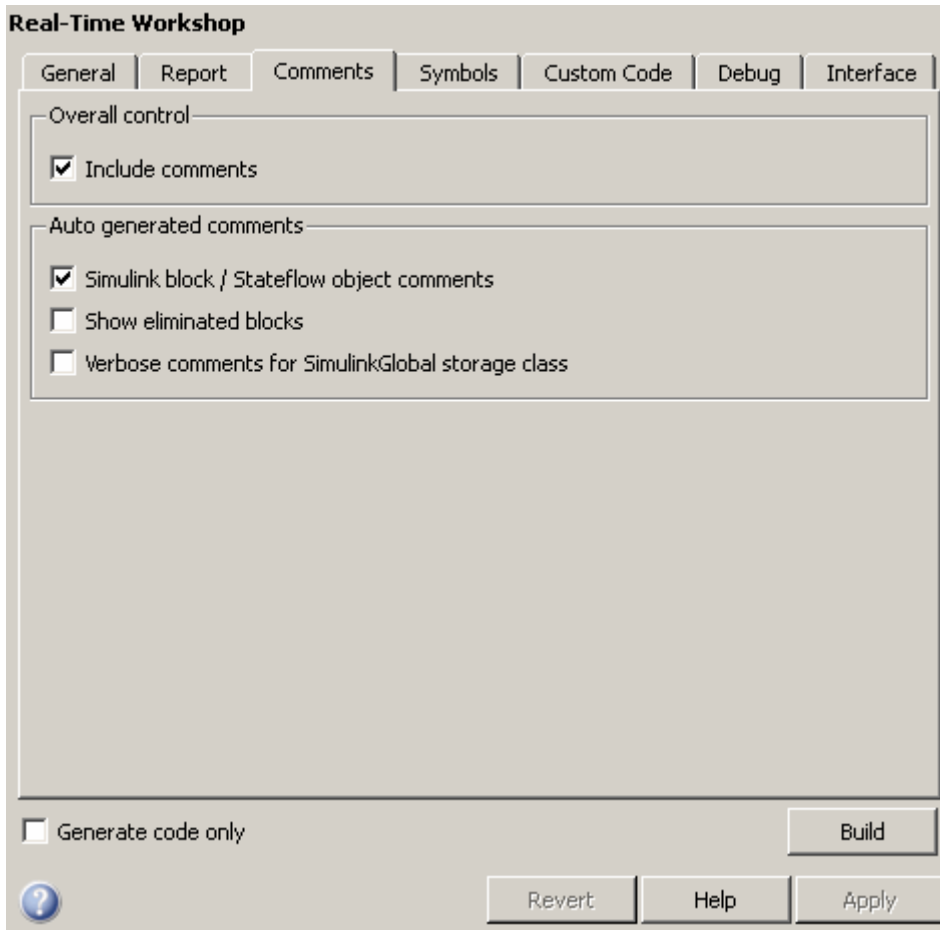 Real-Time Workshop
General Report Comments Symbols Custom Code Debug Interface
Overall control
Include comments
Auto generated comments
Simulink block / Stateflow object comments
Show eliminated blocks
Verbose comments for SimulinkGlobal storage class
Generate code only Build
? Revert Help Apply